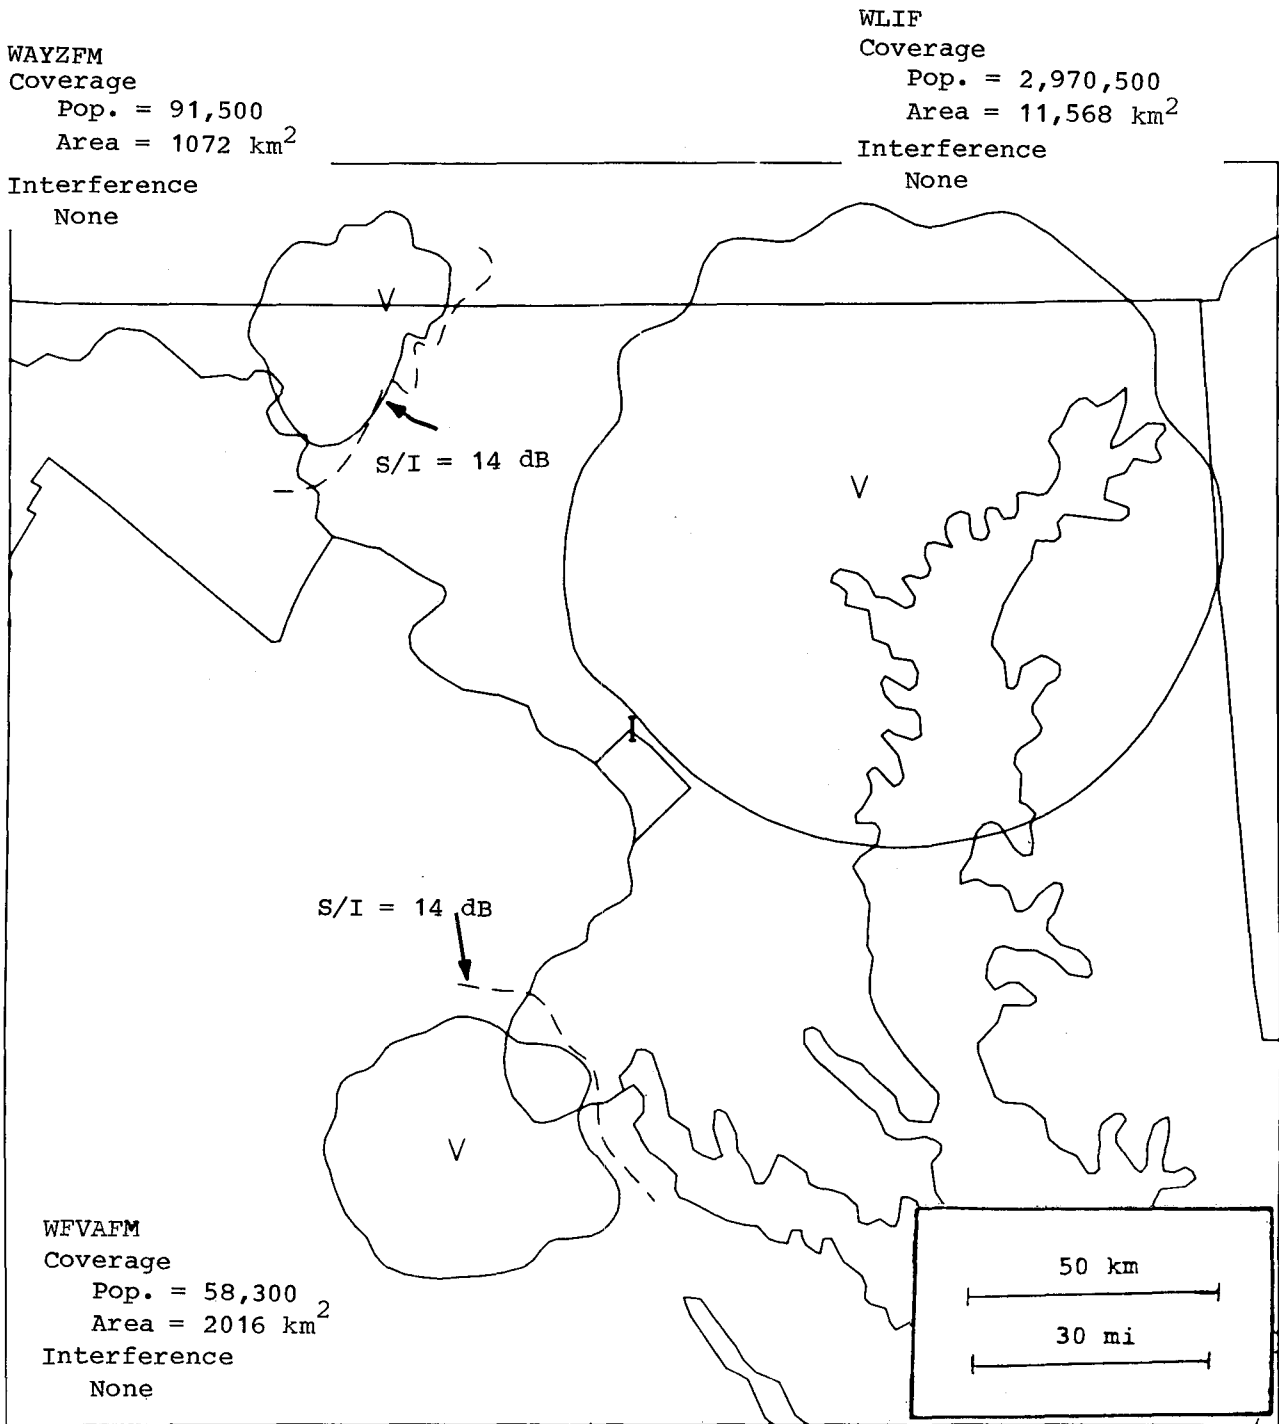 WAYZFM
Coverage
Pop. = 91,500
Area = 1072 km2
Interference
None
WLIF
Coverage
Pop. = 2,970,500
Area = 11,568 km2
Interference
None
V
S/I = 14 dB
V
I
S/I = 14 dB
V
WFVAFM
Coverage
Pop. = 58,300
Area = 2016 km2
Interference
None
50 km
30 mi